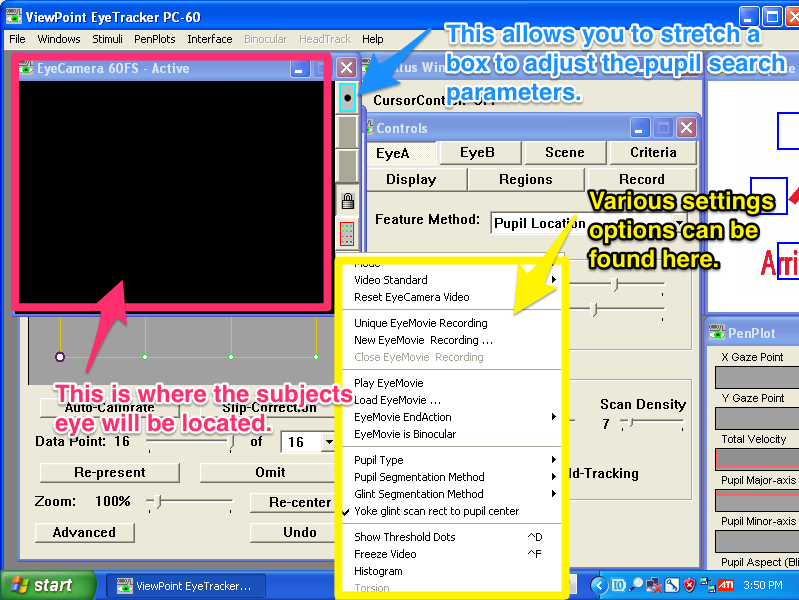 ViewPoint EyeTracker PC-60
File Windows Stimuli PenPlots Interface Binocular HeadTrack Help
This allows you to stretch a
box to adjust the pupil search
parameters.
EyeCamera 60FS - Active
CursorControl:
Controls
EyeA EyeB Scene Criteria
Display Regions Record
Feature Method: Pupil Location
Various settings
options can be
found here.
Mode
Video Standard
Reset EyeCamera Video
Unique EyeMovie Recording
New EyeMovie Recording ...
Close EyeMovie Recording
Play EyeMovie
Load EyeMovie ...
EyeMovie EndAction
EyeMovie is Binocular
Pupil Type
Pupil Segmentation Method
Glint Segmentation Method
Yoke glint scan rect to pupil center
Show Threshold Dots ^D
Freeze Video ^F
Histogram
Torsion
This is where the subjects
eye will be located.
Auto-Calibrate Slip-Correction
Data Point: 16 of 16
Re-present Omit
Zoom: 100% Re-center
Advanced Undo
Scan Density
7
ld-Tracking
Arri
PenPlot
X Gaze Point
Y Gaze Point
Total Velocity
Pupil Major-axis
Pupil Minor-axis
Pupil Aspect (Bli
start ViewPoint EyeTracker... ATI 3:50 PM